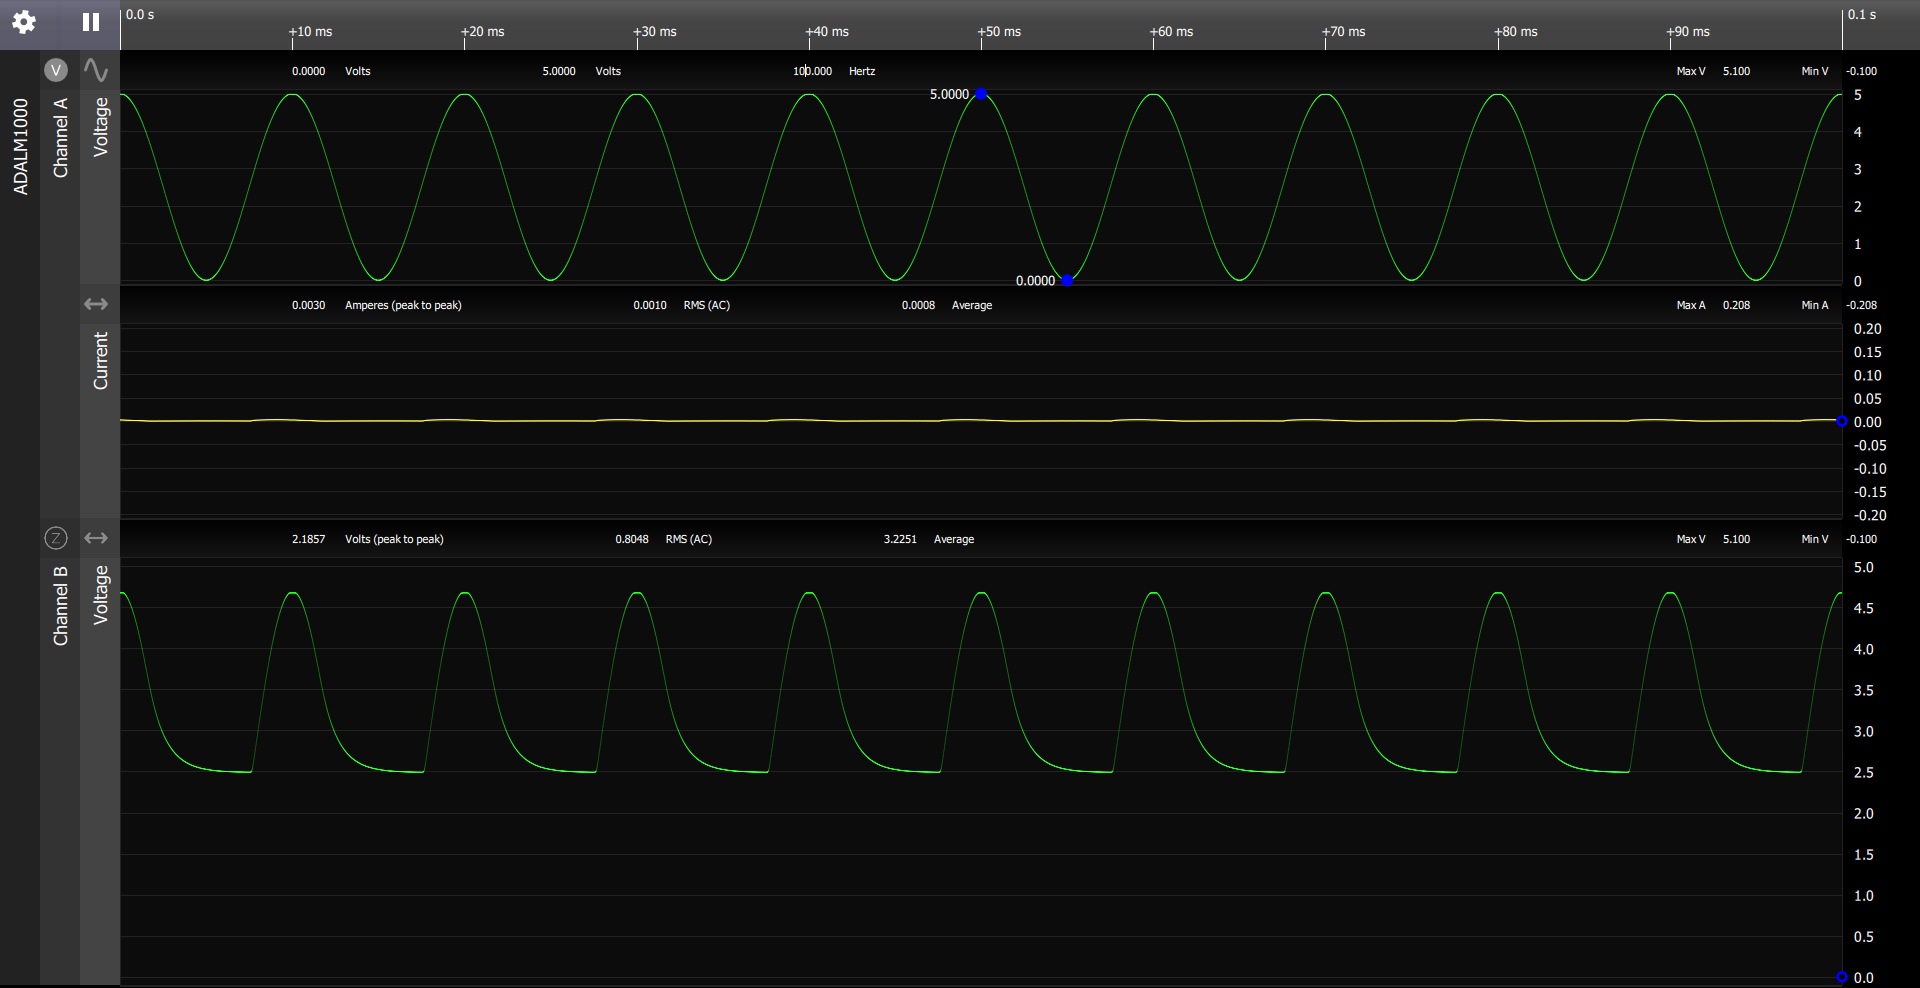 0.0 s
0.1 s
+10 ms
+20 ms
+30 ms
+40 ms
+50 ms
+60 ms
+70 ms
+80 ms
+90 ms
ADALM1000
V
Channel A
Voltage
0.0000 Volts 5.0000 Volts 100.000 Hertz Max V 5.100 Min V -0.100
5.0000
0.0000
5
4
3
2
1
0
Current
0.0030 Amperes (peak to peak) 0.0010 RMS (AC) 0.0008 Average Max A 0.208 Min A -0.208
0.20
0.15
0.10
0.05
0.00
-0.05
-0.10
-0.15
-0.20
Z
Channel B
Voltage
2.1857 Volts (peak to peak) 0.8048 RMS (AC) 3.2251 Average Max V 5.100 Min V -0.100
5.0
4.5
4.0
3.5
3.0
2.5
2.0
1.5
1.0
0.5
0.0